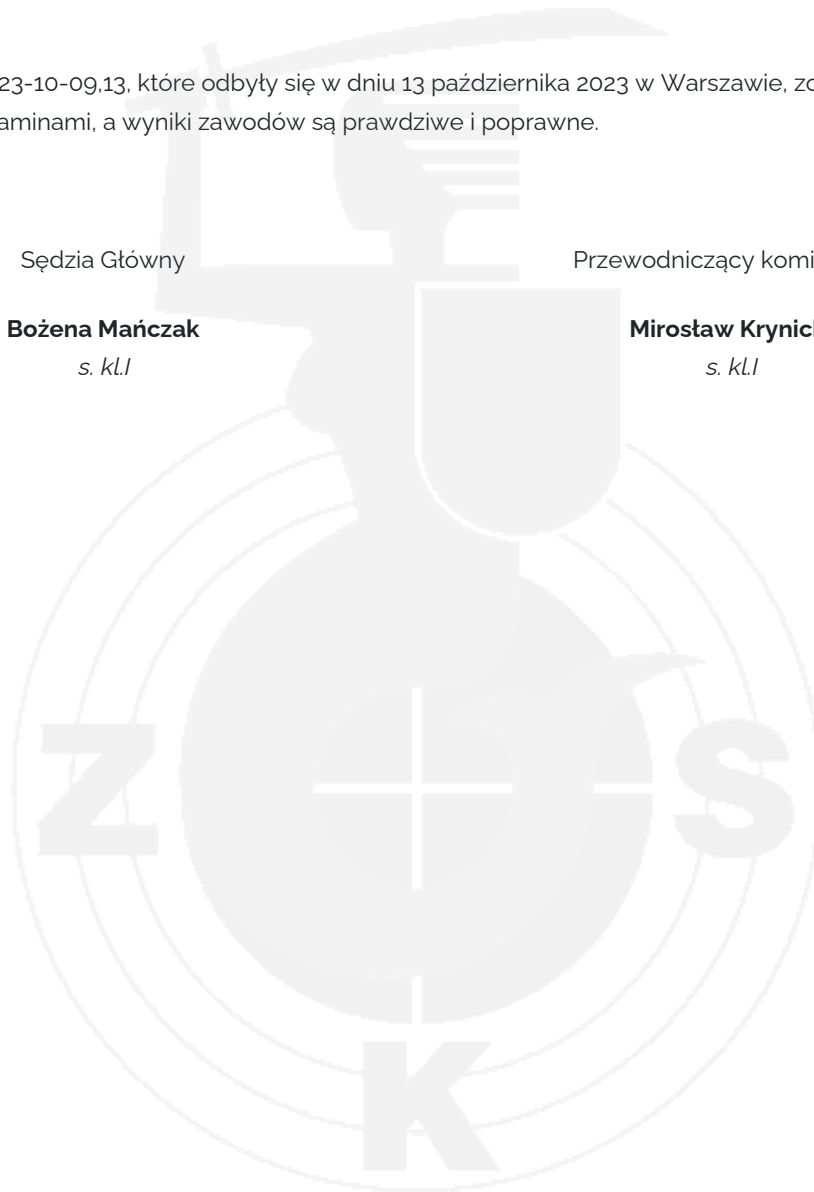 23-10-09,13, które odbyły się w dniu 13 października 2023 w Warszawie, zo
aminami, a wyniki zawodów są prawdziwe i poprawne.
Sędzia Główny Przewodniczący komi
Bożena Mańczak Mirosław Krynick
s. kl.I s. kl.I
Z S
K